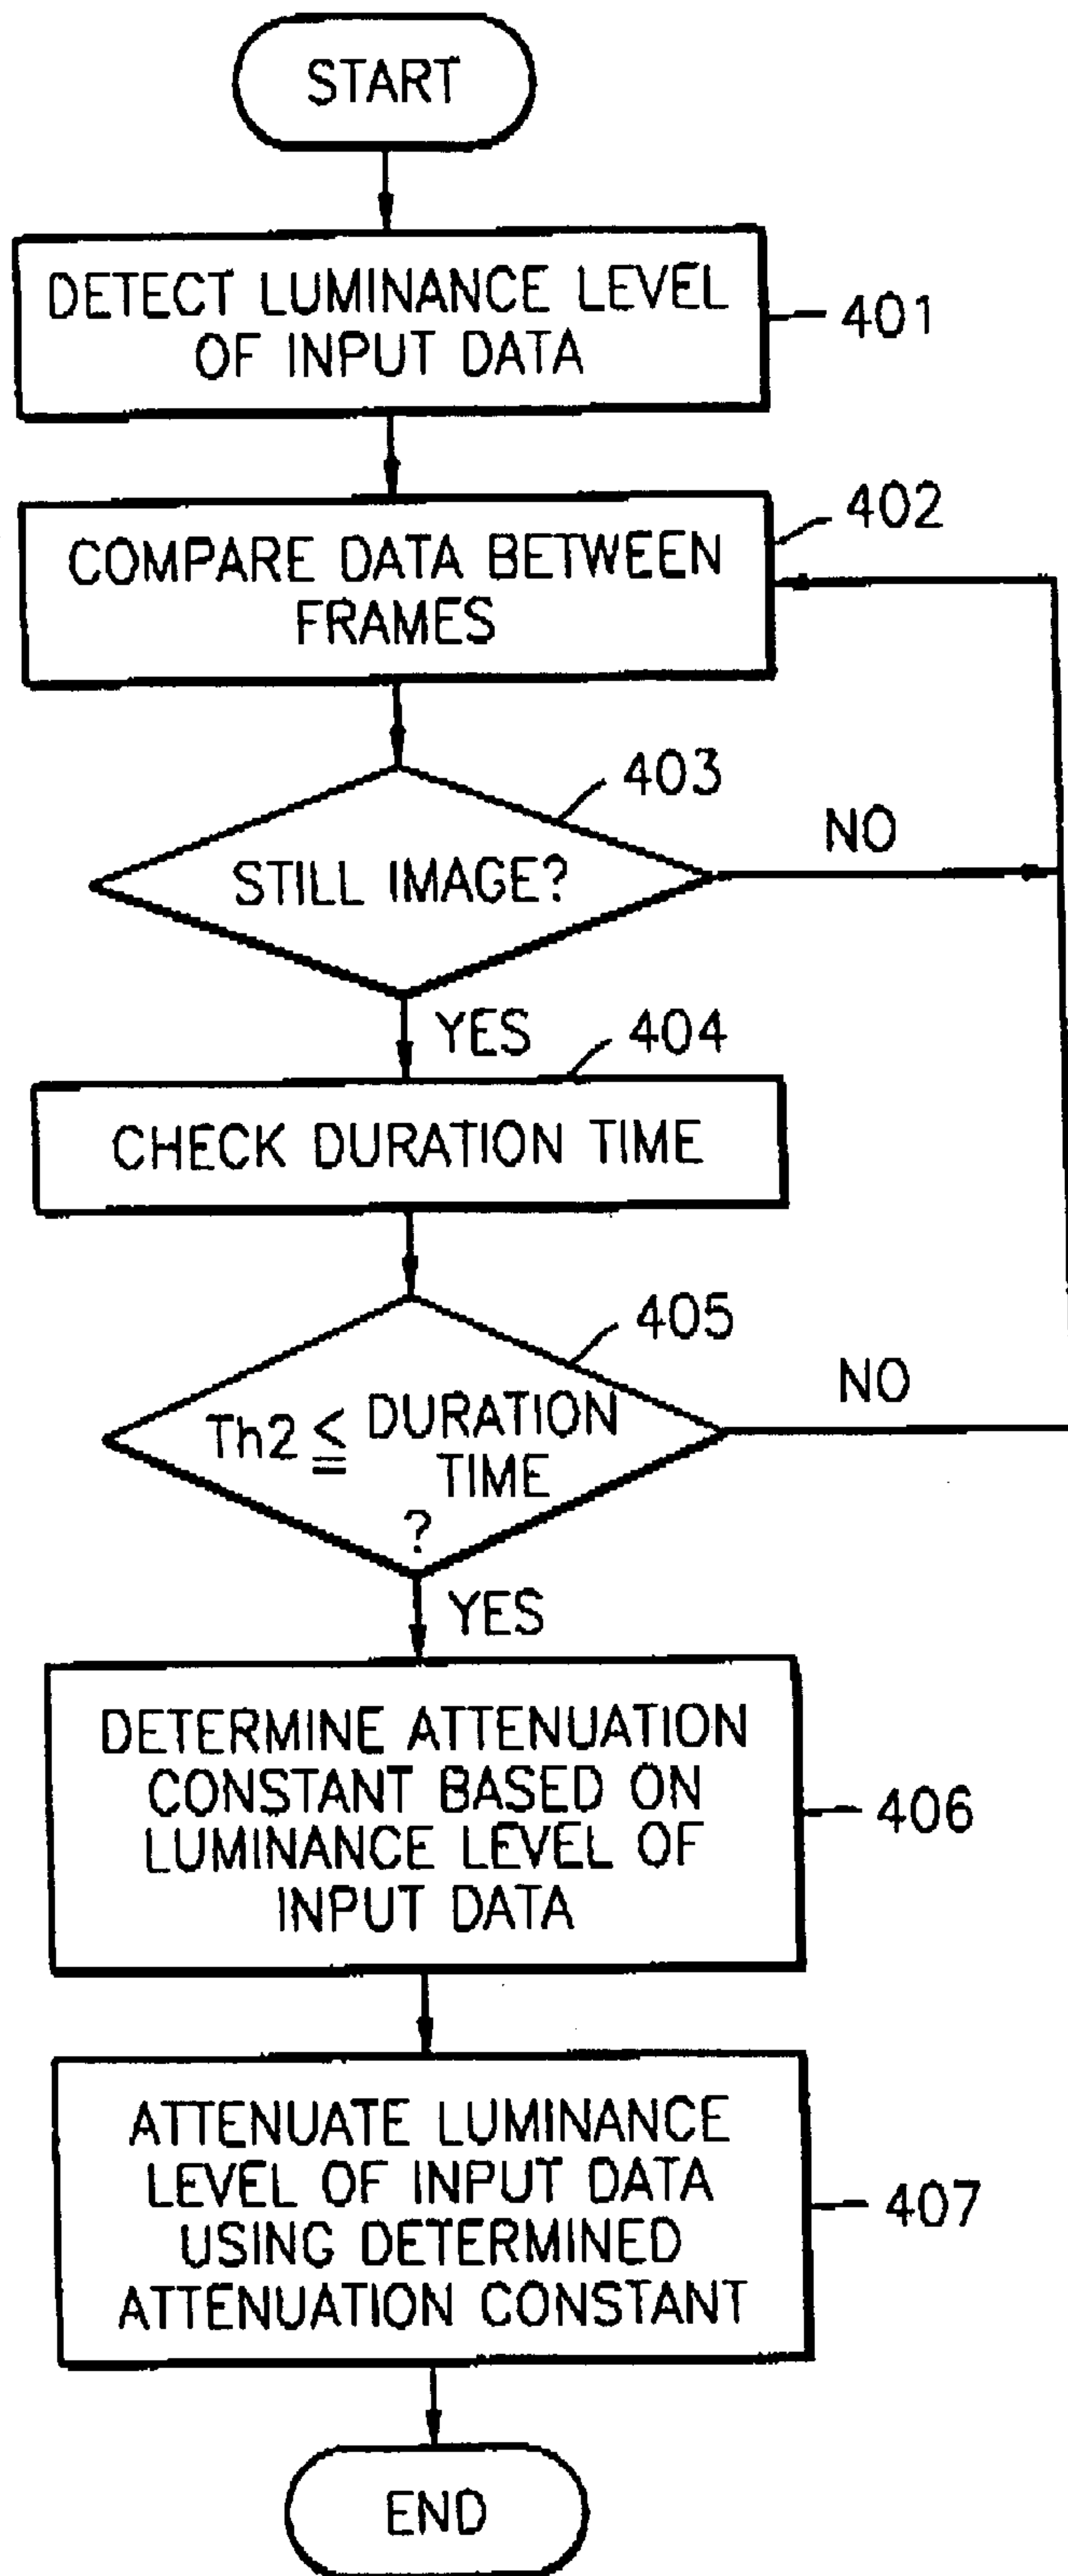 START
DETECT LUMINANCE LEVEL
OF INPUT DATA
401
402
COMPARE DATA BETWEEN
FRAMES
403
NO
STILL IMAGE?
YES
404
CHECK DURATION TIME
405
NO
Th2 ≦ DURATION
TIME
?
YES
DETERMINE ATTENUATION
CONSTANT BASED ON
LUMINANCE LEVEL OF
INPUT DATA
406
ATTENUATE LUMINANCE
LEVEL OF INPUT DATA
USING DETERMINED
ATTENUATION CONSTANT
407
END